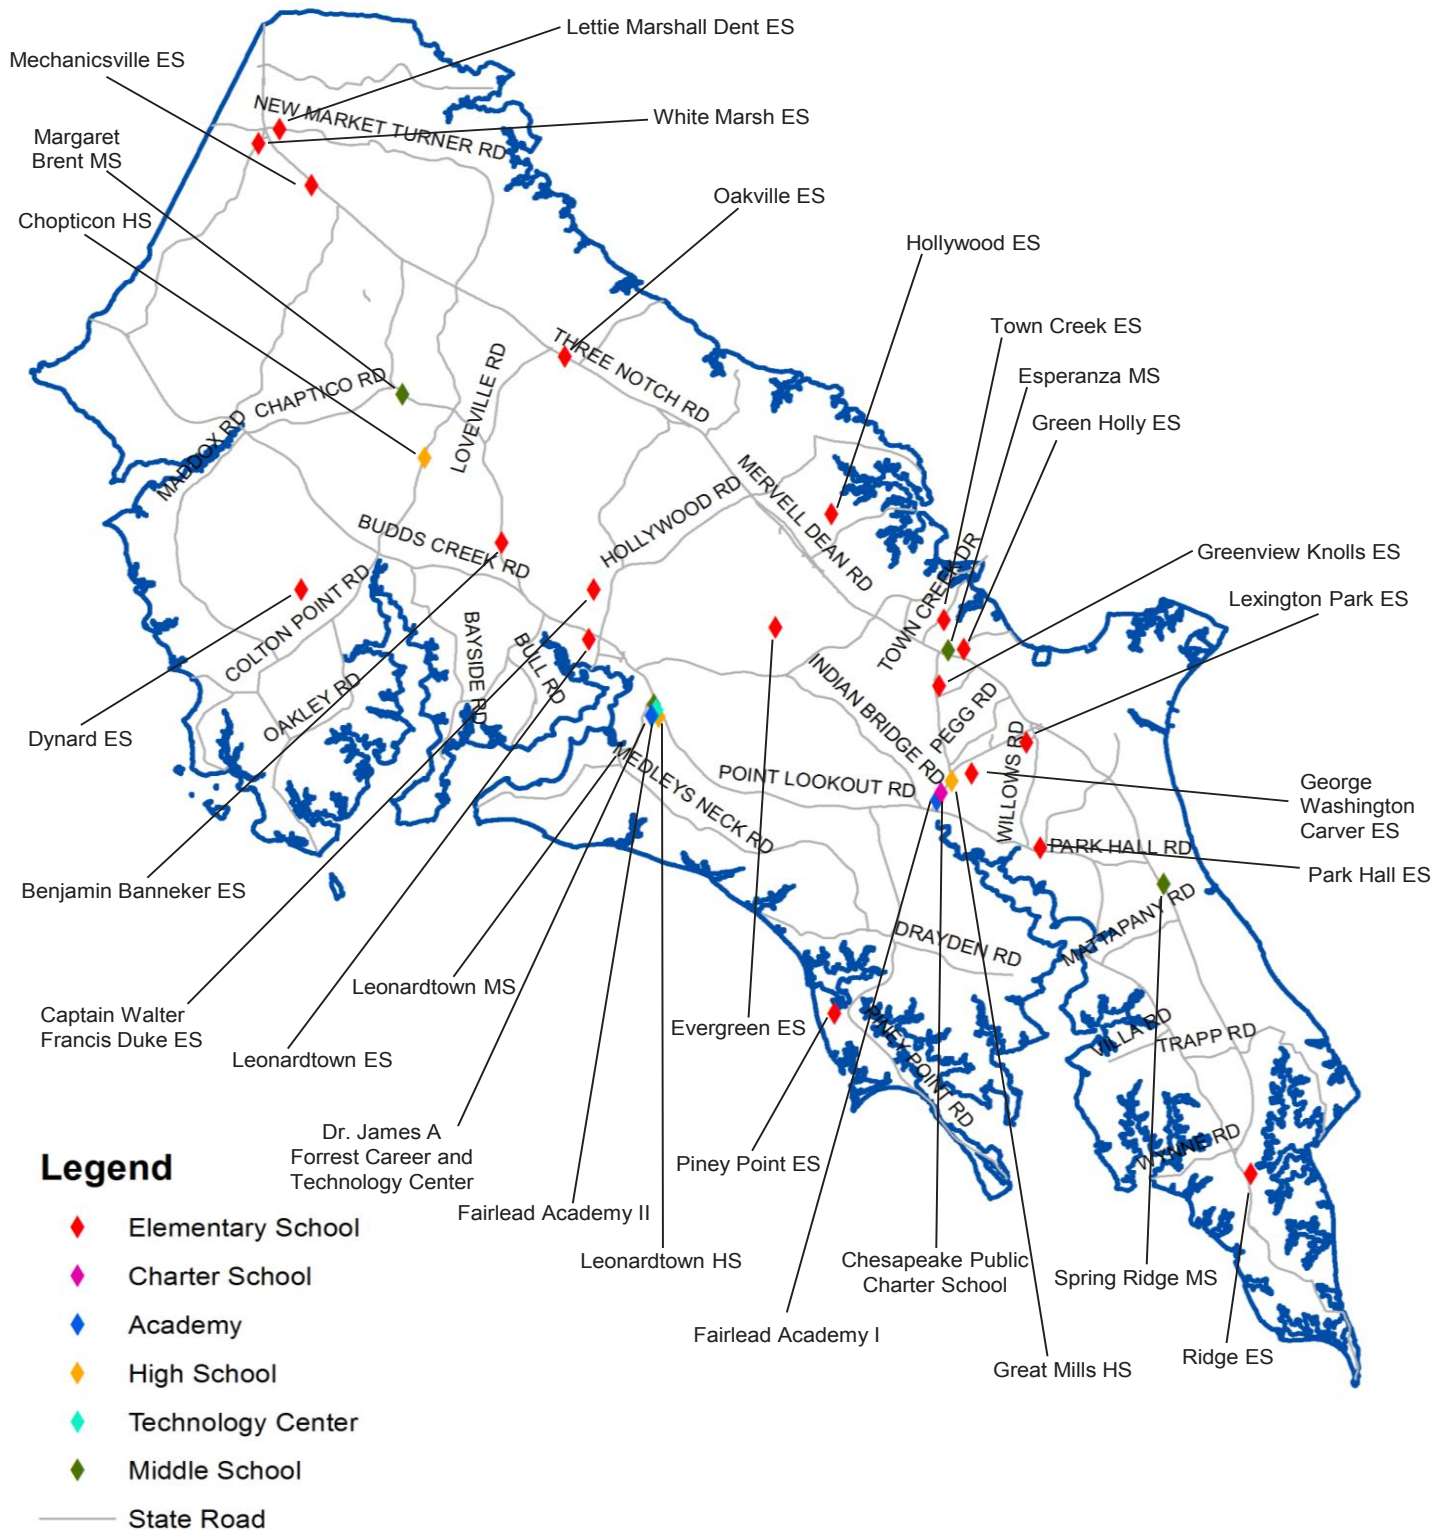 Lettie Marshall Dent ES
Mechanicsville ES
NEW MARKET TURNER RD
White Marsh ES
Margaret
Brent MS
Oakville ES
Chopticon HS
Hollywood ES
Town Creek ES
THREE NOTCH RD
Esperanza MS
LOVEVILLE RD
CHAPTICO RD
Green Holly ES
MADDOX RD
MERVELL DEAN RD
HOLLYWOOD RD
BUDDS CREEK RD
Greenview Knolls ES
TOWN CREEK DR
Lexington Park ES
COLTON POINT RD
BAYSIDE RD
BULL RD
INDIAN BRIDGE RD
PEGG RD
OAKLEY RD
Dynard ES
WILLOWS RD
MEDLEYS NECK RD
POINT LOOKOUT RD
George
Washington
Carver ES
PARK HALL RD
Park Hall ES
Benjamin Banneker ES
MATTAPANY RD
DRAYDEN RD
Leonardtown MS
Captain Walter
Francis Duke ES
Evergreen ES
Leonardtown ES
PINEY POINT RD
VILLA RD
TRAPP RD
Dr. James A
Forrest Career and
Technology Center
WYNNE RD
Piney Point ES
Fairlead Academy II
Leonardtown HS
Chesapeake Public
Charter School
Spring Ridge MS
Fairlead Academy I
Great Mills HS
Ridge ES
Legend
Elementary School
Charter School
Academy
High School
Technology Center
Middle School
State Road